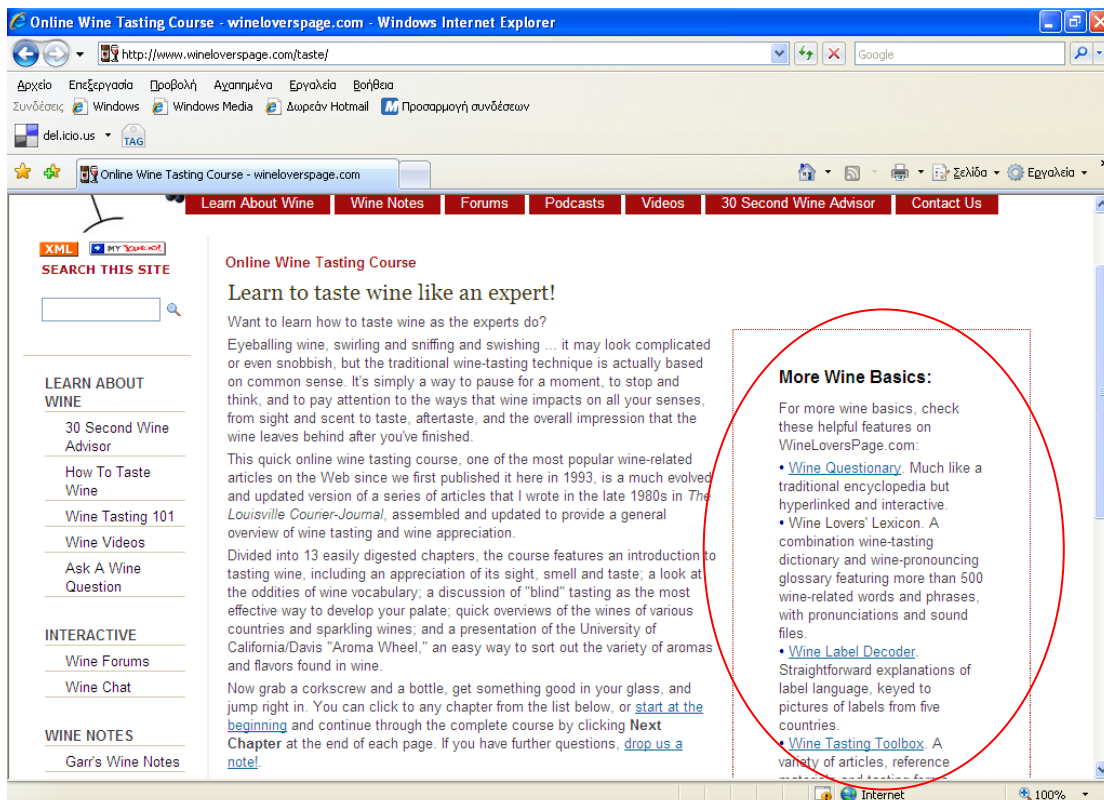 Online Wine Tasting Course - wineloverspage.com - Windows Internet Explorer
http://www.wineloverspage.com/taste/
Google
Αρχείο Επεξεργασία Προβολή Αγαπημένα Εργαλεία Βοήθεια
Συνδέσεις Windows Windows Media Δωρεάν Hotmail Προσαρμογή συνδέσεων
del.icio.us TAG
Online Wine Tasting Course - wineloverspage.com
Σελίδα Εργαλεία
Learn About Wine Wine Notes Forums Podcasts Videos 30 Second Wine Advisor Contact Us
XML MY YAHOO!
SEARCH THIS SITE
LEARN ABOUT
WINE
30 Second Wine
Advisor
How To Taste
Wine
Wine Tasting 101
Wine Videos
Ask A Wine
Question
INTERACTIVE
Wine Forums
Wine Chat
WINE NOTES
Garr's Wine Notes
Online Wine Tasting Course
Learn to taste wine like an expert!
Want to learn how to taste wine as the experts do?
Eyeballing wine, swirling and sniffing and swishing ... it may look complicated
or even snobbish, but the traditional wine-tasting technique is actually based
on common sense. It's simply a way to pause for a moment, to stop and
think, and to pay attention to the ways that wine impacts on all your senses,
from sight and scent to taste, aftertaste, and the overall impression that the
wine leaves behind after you've finished.
This quick online wine tasting course, one of the most popular wine-related
articles on the Web since we first published it here in 1993, is a much evolved
and updated version of a series of articles that I wrote in the late 1980s in The
Louisville Courier-Journal, assembled and updated to provide a general
overview of wine tasting and wine appreciation.
Divided into 13 easily digested chapters, the course features an introduction to
tasting wine, including an appreciation of its sight, smell and taste; a look at
the oddities of wine vocabulary; a discussion of "blind" tasting as the most
effective way to develop your palate; quick overviews of the wines of various
countries and sparkling wines; and a presentation of the University of
California/Davis "Aroma Wheel," an easy way to sort out the variety of aromas
and flavors found in wine.
Now grab a corkscrew and a bottle, get something good in your glass, and
jump right in. You can click to any chapter from the list below, or start at the
beginning and continue through the complete course by clicking Next
Chapter at the end of each page. If you have further questions, drop us a
note!.
More Wine Basics:
For more wine basics, check
these helpful features on
WineLoversPage.com:
• Wine Questionary. Much like a
traditional encyclopedia but
hyperlinked and interactive.
• Wine Lovers' Lexicon. A
combination wine-tasting
dictionary and wine-pronouncing
glossary featuring more than 500
wine-related words and phrases,
with pronunciations and sound
files.
• Wine Label Decoder.
Straightforward explanations of
label language, keyed to
pictures of labels from five
countries.
• Wine Tasting Toolbox. A
variety of articles, reference
materials and tasting forms
Internet 100%